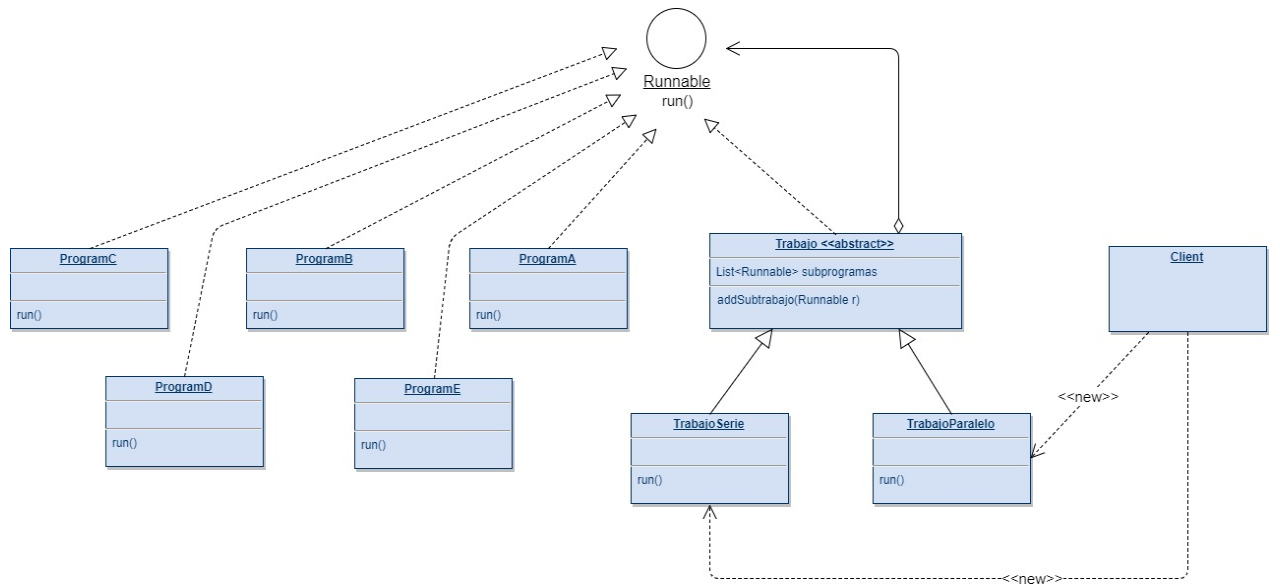 Runnable
run()
ProgramC
run()
ProgramB
run()
ProgramA
run()
Trabajo <<abstract>>
List<Runnable> subprogramas
addSubtrabajo(Runnable r)
Client
ProgramD
run()
ProgramE
run()
TrabajoSerie
run()
TrabajoParalelo
run()
<<new>>
<<new>>